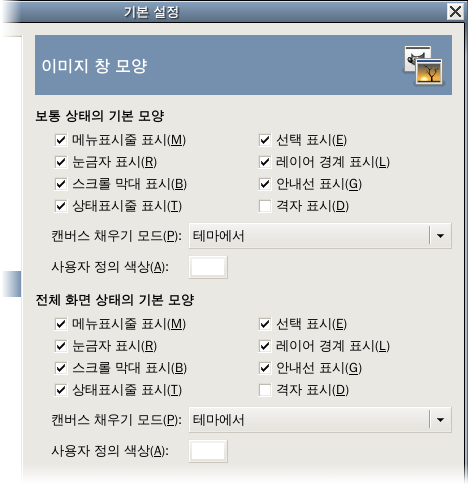 기본 설정
이미지 창 모양
보통 상태의 기본 모양
메뉴표시줄 표시(M) 선택 표시(E)
눈금자 표시(R) 레이어 경계 표시(L)
스크롤 막대 표시(B) 안내선 표시(G)
상태표시줄 표시(T) 격자 표시(D)
캔버스 채우기 모드(P): 테마에서
사용자 정의 색상(A):
전체 화면 상태의 기본 모양
메뉴표시줄 표시(M) 선택 표시(E)
눈금자 표시(R) 레이어 경계 표시(L)
스크롤 막대 표시(B) 안내선 표시(G)
상태표시줄 표시(T) 격자 표시(D)
캔버스 채우기 모드(P): 테마에서
사용자 정의 색상(A):